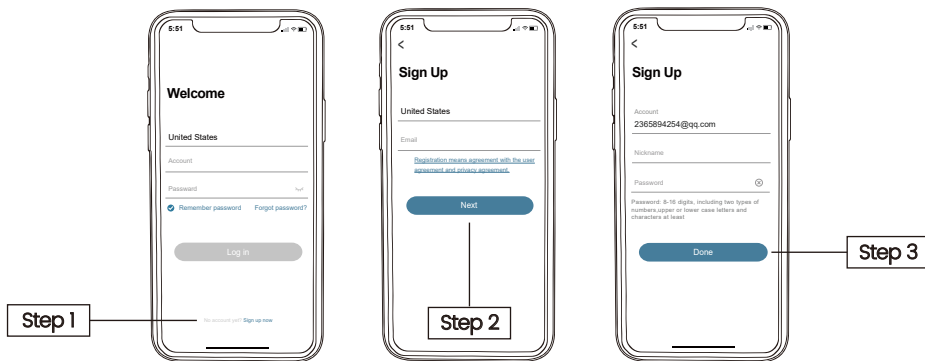 5:51
Welcome
United States
Account
Password
Remember password Forgot password?
Log in
No account yet? Sign up now
Step 1
5:51
<
Sign Up
United States
Email
Registration means agreement with the user
agreement and privacy agreement.
Next
Step 2
5:51
<
Sign Up
Account
2365894254@qq.com
Nickname
Password
Password: 8-16 digits, including two types of
numbers,upper or lower case letters and
characters at least
Done
Step 3